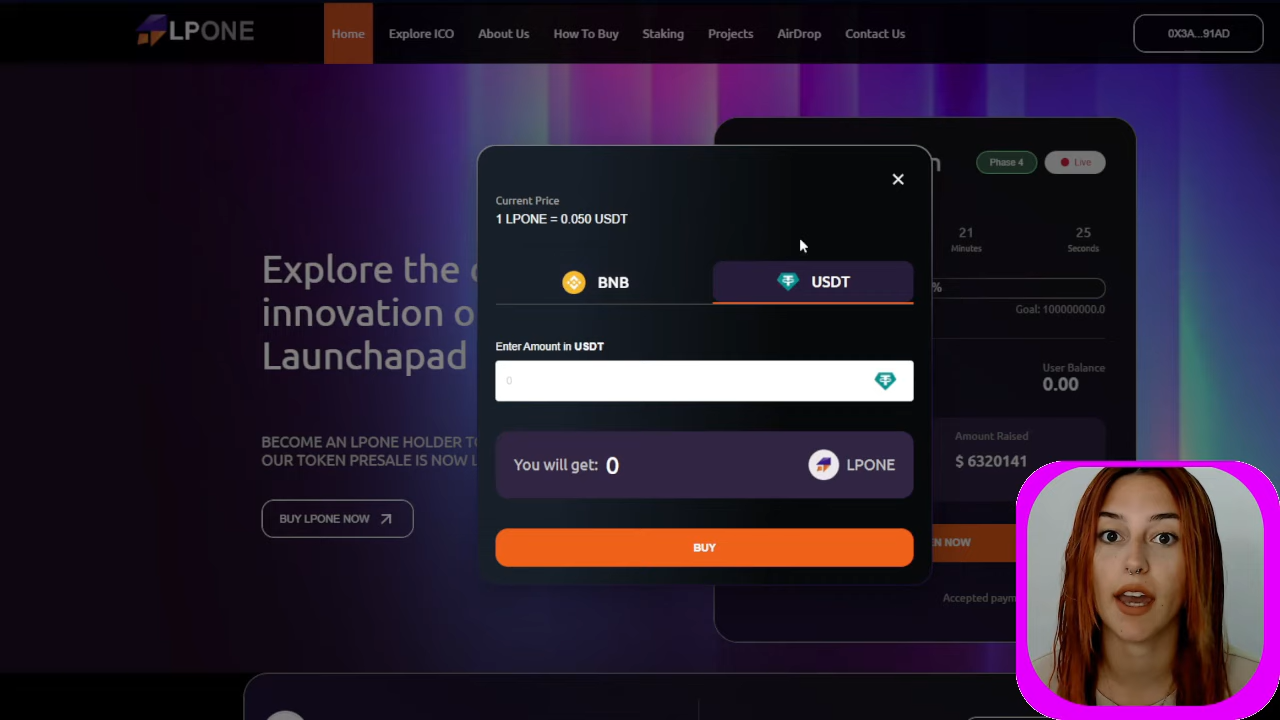 LPONE
Home Explore ICO About Us How To Buy Staking Projects AirDrop Contact Us
0X3A...91AD
Phase 4 Live
Current Price
1 LPONE = 0.050 USDT
21 25
Minutes Seconds
BNB USDT
%
Goal: 100000000.0
Explore the
innovation
Launchapad
Enter Amount in USDT
0
User Balance
0.00
BECOME AN LPONE HOLDER
OUR TOKEN PRESALE IS NOW
You will get: 0 LPONE
Amount Raised
$ 6320141
BUY LPONE NOW
BUY
NOW
Accepted